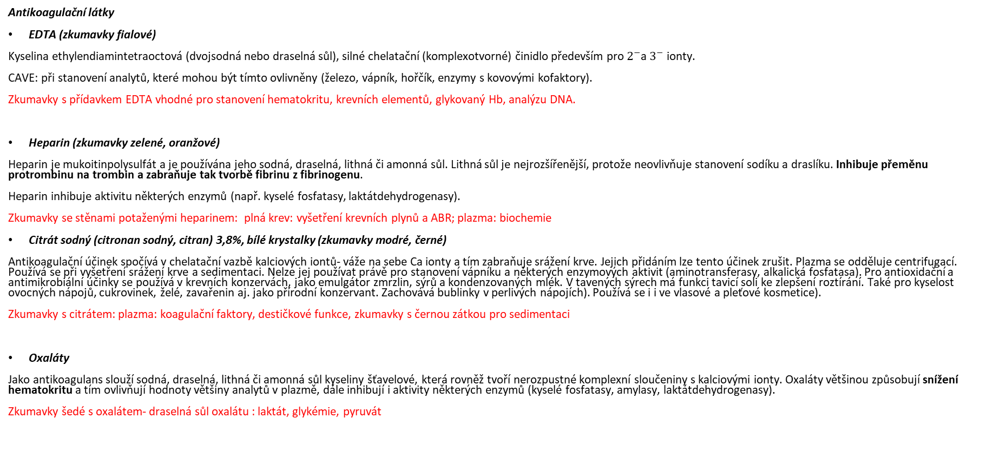 Antikoagulační látky
• EDTA (zkumavky fialové)
Kyselina ethylendiamintetraoctová (dvojsodná nebo draselná sůl), silné chelatační (komplexotvorné) činidlo především pro 2⁻a 3⁻ ionty.
CAVE: při stanovení analytů, které mohou být tímto ovlivněny (železo, vápník, hořčík, enzymy s kovovými kofaktory).
Zkumavky s přídavkem EDTA vhodné pro stanovení hematokritu, krevních elementů, glykovaný Hb, analýzu DNA.
• Heparin (zkumavky zelené, oranžové)
Heparin je mukoitinpolysulfát a je používána jeho sodná, draselná, lithná či amonná sůl. Lithná sůl je nejrozšířenější, protože neovlivňuje stanovení sodíku a draslíku. Inhibuje přeměnu
protrombinu na trombin a zabraňuje tak tvorbě fibrinu z fibrinogenu.
Heparin inhibuje aktivitu některých enzymů (např. kyselé fosfatasy, laktátdehydrogenasy).
Zkumavky se stěnami potaženými heparinem:  plná krev: vyšetření krevních plynů a ABR; plazma: biochemie
• Citrát sodný (citronan sodný, citran) 3,8%, bílé krystalky (zkumavky modré, černé)
Antikoagulační účinek spočívá v chelatační vazbě kalciových iontů- váže na sebe Ca ionty a tím zabraňuje srážení krve. Jejich přidáním lze tento účinek zrušit. Plazma se odděluje centrifugací.
Používá se při vyšetření srážení krve a sedimentaci. Nelze jej používat právě pro stanovení vápníku a některých enzymových aktivit (aminotransferasy, alkalická fosfatasa). Pro antioxidační a
antimikrobiální účinky se používá v krevních konzervách, jako emulgátor zmrzlin, sýrů a kondenzovaných mlék. V tavených sýrech má funkci tavicí soli ke zlepšení roztírání. Také pro kyselost
ovocných nápojů, cukrovinek, želé, zavařenin aj. jako přírodní konzervant. Zachovává bublinky v perlivých nápojích). Používá se i i ve vlasové a pleťové kosmetice).
Zkumavky s citrátem: plazma: koagulační faktory, destičkové funkce, zkumavky s černou zátkou pro sedimentaci
• Oxaláty
Jako antikoagulans slouží sodná, draselná, lithná či amonná sůl kyseliny šťavelové, která rovněž tvoří nerozpustné komplexní sloučeniny s kalciovými ionty. Oxaláty většinou způsobují snížení
hematokritu a tím ovlivňují hodnoty většiny analytů v plazmě, dále inhibují i aktivity některých enzymů (kyselé fosfatasy, amylasy, laktátdehydrogenasy).
Zkumavky šedé s oxalátem- draselná sůl oxalátu : laktát, glykémie, pyruvát